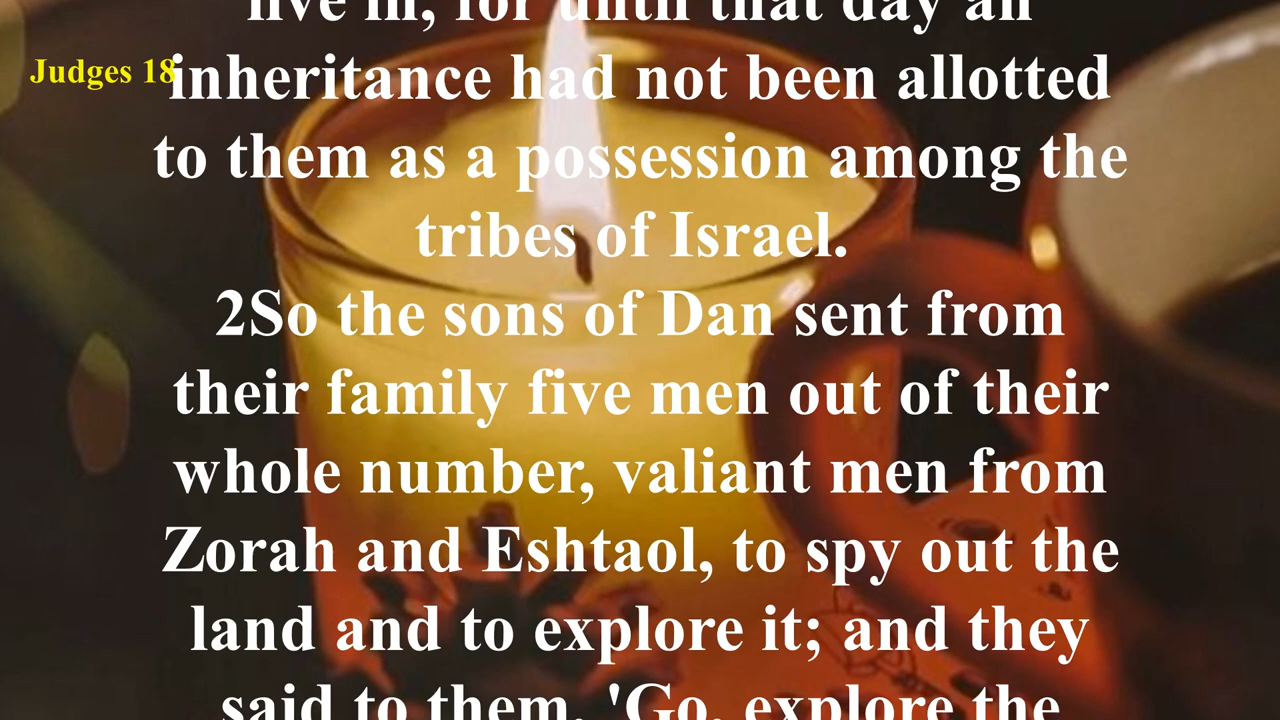 live in, for until that day an
Judges 18
inheritance had not been allotted
to them as a possession among the
tribes of Israel.
2So the sons of Dan sent from
their family five men out of their
whole number, valiant men from
Zorah and Eshtaol, to spy out the
land and to explore it; and they
said to them, 'Go, explore the